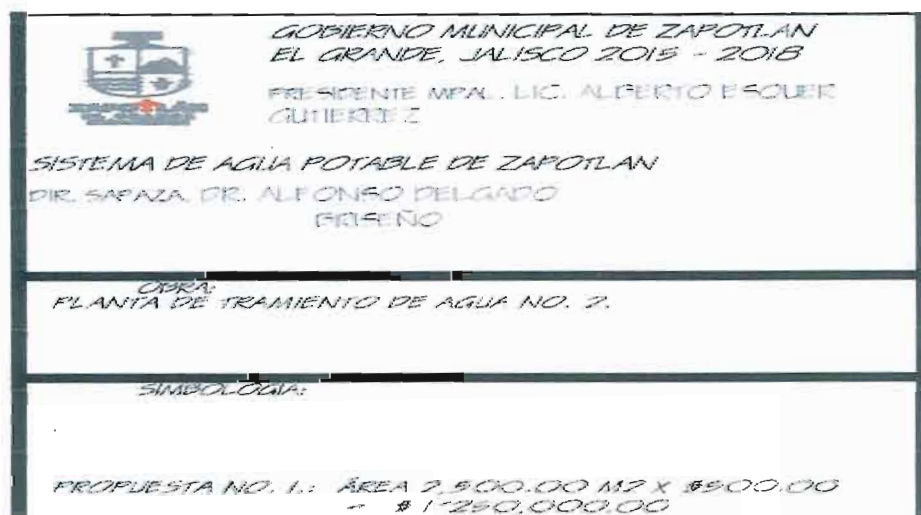 GOBIERNO MUNICIPAL DE ZAPOTLAN
EL GRANDE, JALISCO 2015 - 2018
PRESIDENTE MPAL. LIC. ALBERTO ESQUER
GUTIERREZ
SISTEMA DE AGUA POTABLE DE ZAPOTLAN
DIR. SAPAZA. DR. ALFONSO DELGADO
BRISEÑO
OBRA:
PLANTA DE TRAMIENTO DE AGUA NO. 2.
SIMBOLOGIA:
PROPUESTA NO. 1.: ÁREA 2,500.00 M2 X $500.00
= $ 1'250,000.00